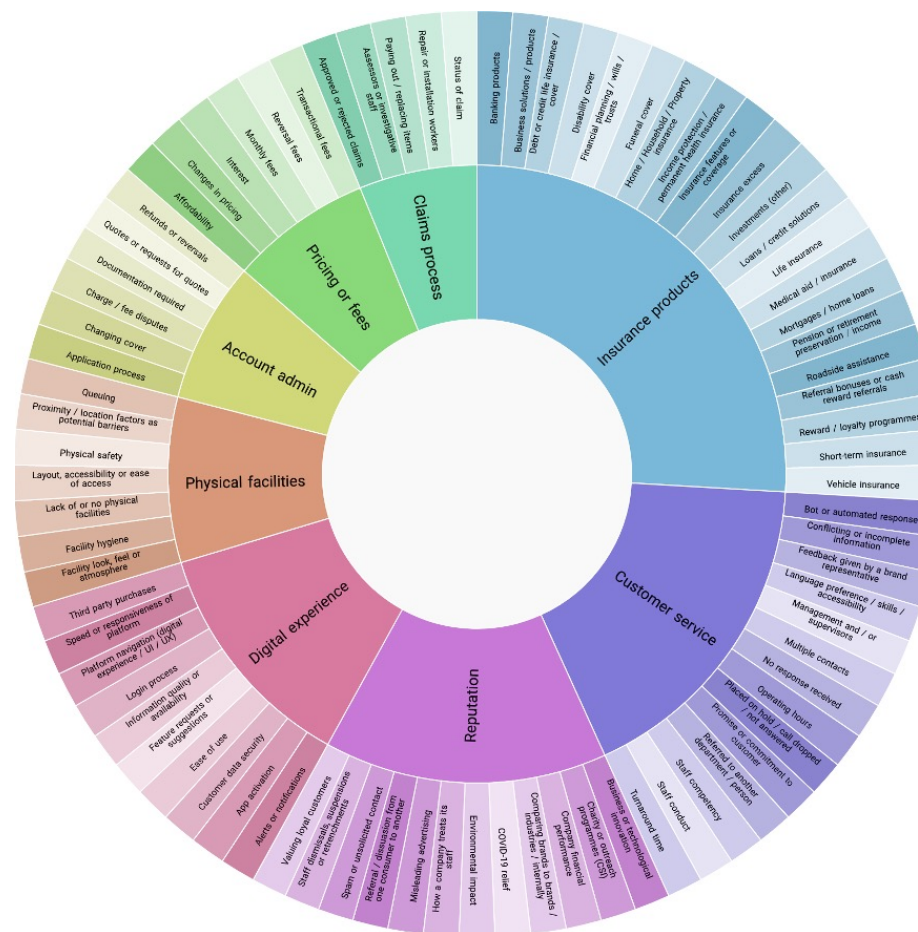 Insurance products
Banking products
Business solutions / products
Debt or credit life insurance /
cover
Disability cover
Financial planning / wills /
trusts
Funeral cover
Home / Household / Property
insurance
Income protection /
permanent health insurance
Insurance features or
coverage
Insurance excess
Investments (other)
Loans / credit solutions
Life insurance
Medical aid / insurance
Mortgages / home loans
Pension or retirement
preservation / income
Roadside assistance
Referral bonuses or cash
reward referrals
Reward / loyalty programmes
Short-term insurance
Vehicle insurance
Customer service
Bot or automated response
Conflicting or incomplete
information
Feedback given by a brand
representative
Language preference / skills /
accessibility
Management and / or
supervisors
Multiple contacts
No response received
Operating hours
Placed on hold / call dropped
/ not answered
Promise or commitment to
customer
Referred to another
department / person
Staff competency
Staff conduct
Turnaround time
Reputation
Business or technological
innovation
Charity or outreach
programmes (CSI)
Company financial
performance
Comparing brands to brands /
industries / internally
COVID-19 relief
Environmental impact
How a company treats its
staff
Misleading advertising
Referral / dissuasion from
one consumer to another
Spam or unsolicited contact
Staff dismissals, suspensions
or retrenchments
Valuing loyal customers
Digital experience
Alerts or notifications
App activation
Customer data security
Ease of use
Feature requests or
suggestions
Information quality or
availability
Login process
Platform navigation (digital
experience / UI / UX)
Speed or responsiveness of
platform
Third party purchases
Physical facilities
Facility look, feel or
atmosphere
Facility hygiene
Lack of or no physical
facilities
Layout, accessibility or ease
of access
Physical safety
Proximity / location factors as
potential barriers
Queuing
Account admin
Application process
Changing cover
Charge / fee disputes
Documentation required
Quotes or requests for quotes
Refunds or reversals
Pricing or fees
Affordability
Changes in pricing
Interest
Monthly fees
Reversal fees
Transactional fees
Claims process
Approved or rejected claims
Assessors or investigative
staff
Paying out / replacing items
Repair or installation workers
Status of claim